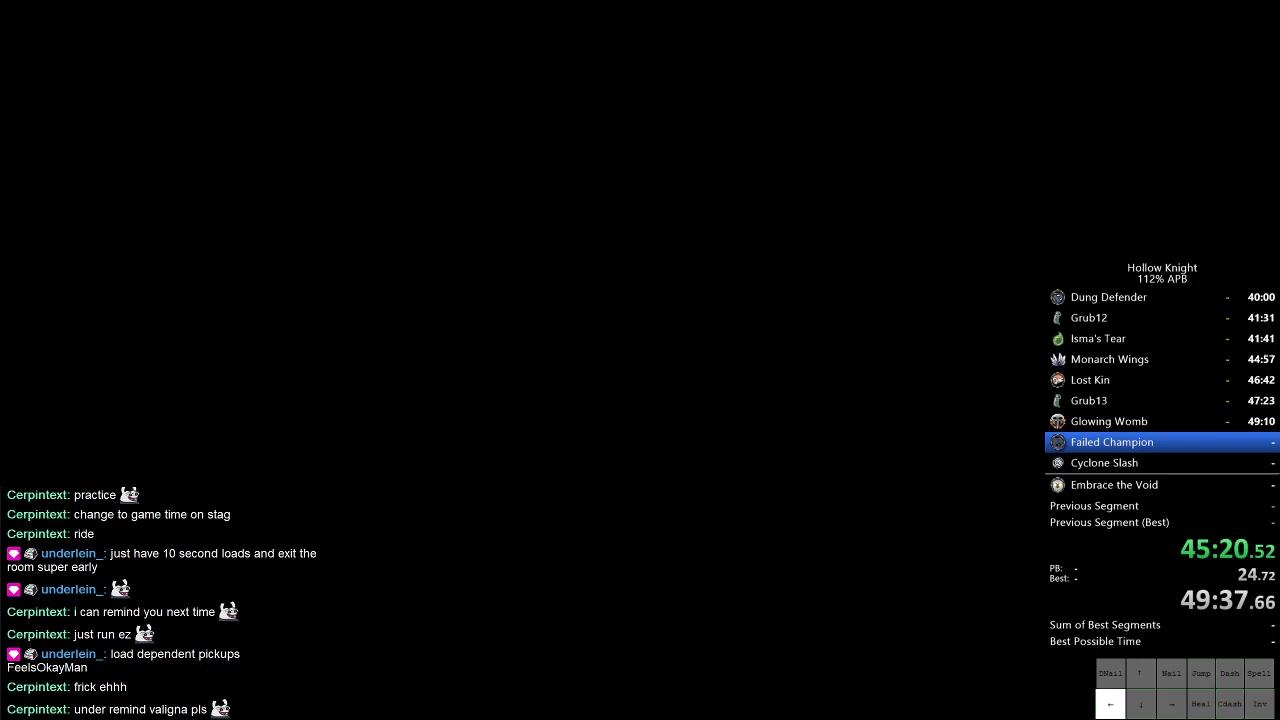 Hollow Knight
112% APB
Dung Defender - 40:00
Grub12 - 41:31
Isma's Tear - 41:41
Monarch Wings - 44:57
Lost Kin - 46:42
Grub13 - 47:23
Glowing Womb - 49:10
Failed Champion -
Cyclone Slash -
Embrace the Void -
Previous Segment -
Previous Segment (Best) -
45:20.52
PB: -
Best: -
24.72
49:37.66
Sum of Best Segments -
Best Possible Time -
DNail ↑ Nail Jump Dash Spell
← ↓ → Heal Cdash Inv
Cerpintext: practice
Cerpintext: change to game time on stag
Cerpintext: ride
underlein_: just have 10 second loads and exit the
room super early
underlein_:
Cerpintext: i can remind you next time
Cerpintext: just run ez
underlein_: load dependent pickups
FeelsOkayMan
Cerpintext: frick ehhh
Cerpintext: under remind valigna pls